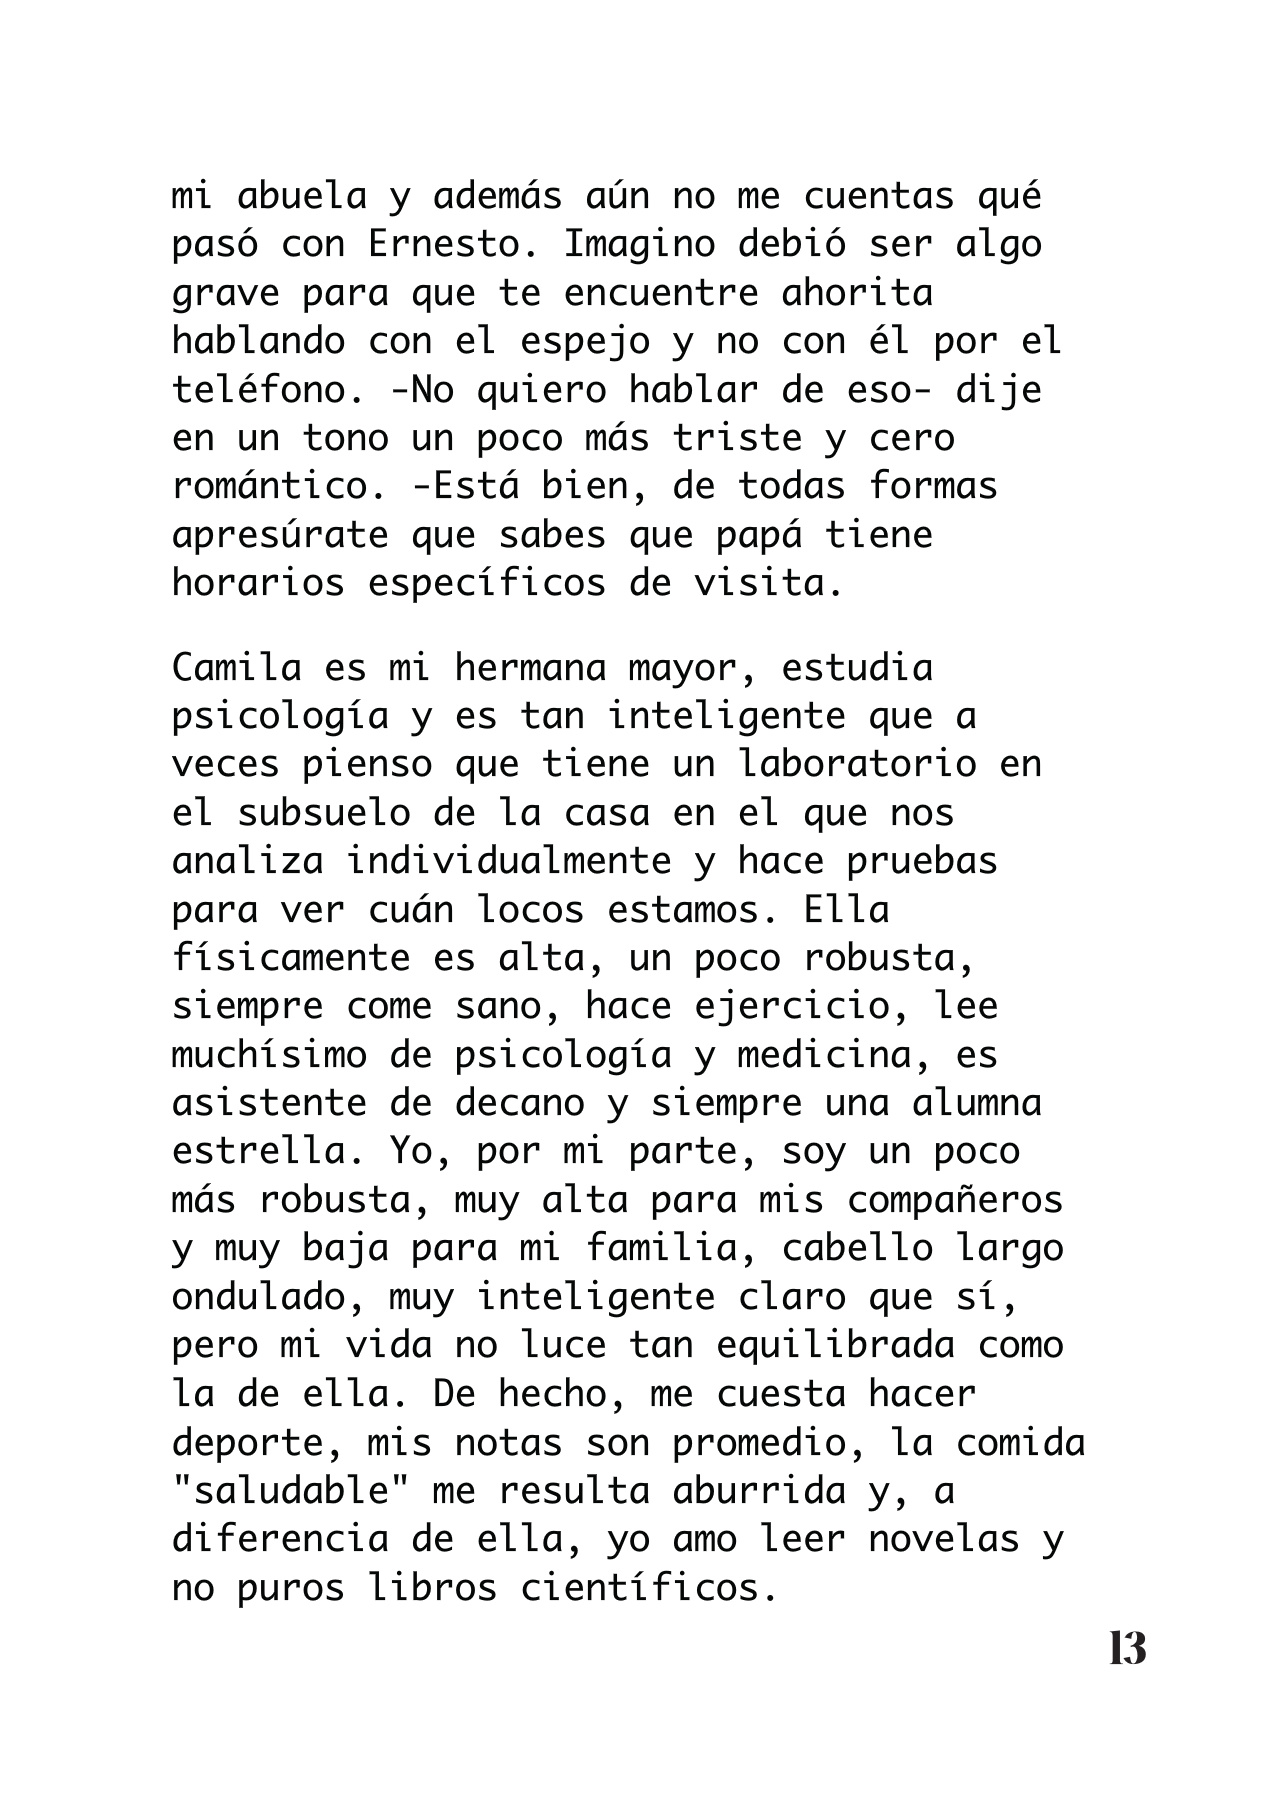 mi abuela y además aún no me cuentas qué
pasó con Ernesto. Imagino debió ser algo
grave para que te encuentre ahorita
hablando con el espejo y no con él por el
teléfono. -No quiero hablar de eso- dije
en un tono un poco más triste y cero
romántico. -Está bien, de todas formas
apresúrate que sabes que papá tiene
horarios específicos de visita.
Camila es mi hermana mayor, estudia
psicología y es tan inteligente que a
veces pienso que tiene un laboratorio en
el subsuelo de la casa en el que nos
analiza individualmente y hace pruebas
para ver cuán locos estamos. Ella
físicamente es alta, un poco robusta,
siempre come sano, hace ejercicio, lee
muchísimo de psicología y medicina, es
asistente de decano y siempre una alumna
estrella. Yo, por mi parte, soy un poco
más robusta, muy alta para mis compañeros
y muy baja para mi familia, cabello largo
ondulado, muy inteligente claro que sí,
pero mi vida no luce tan equilibrada como
la de ella. De hecho, me cuesta hacer
deporte, mis notas son promedio, la comida
"saludable" me resulta aburrida y, a
diferencia de ella, yo amo leer novelas y
no puros libros científicos.
13